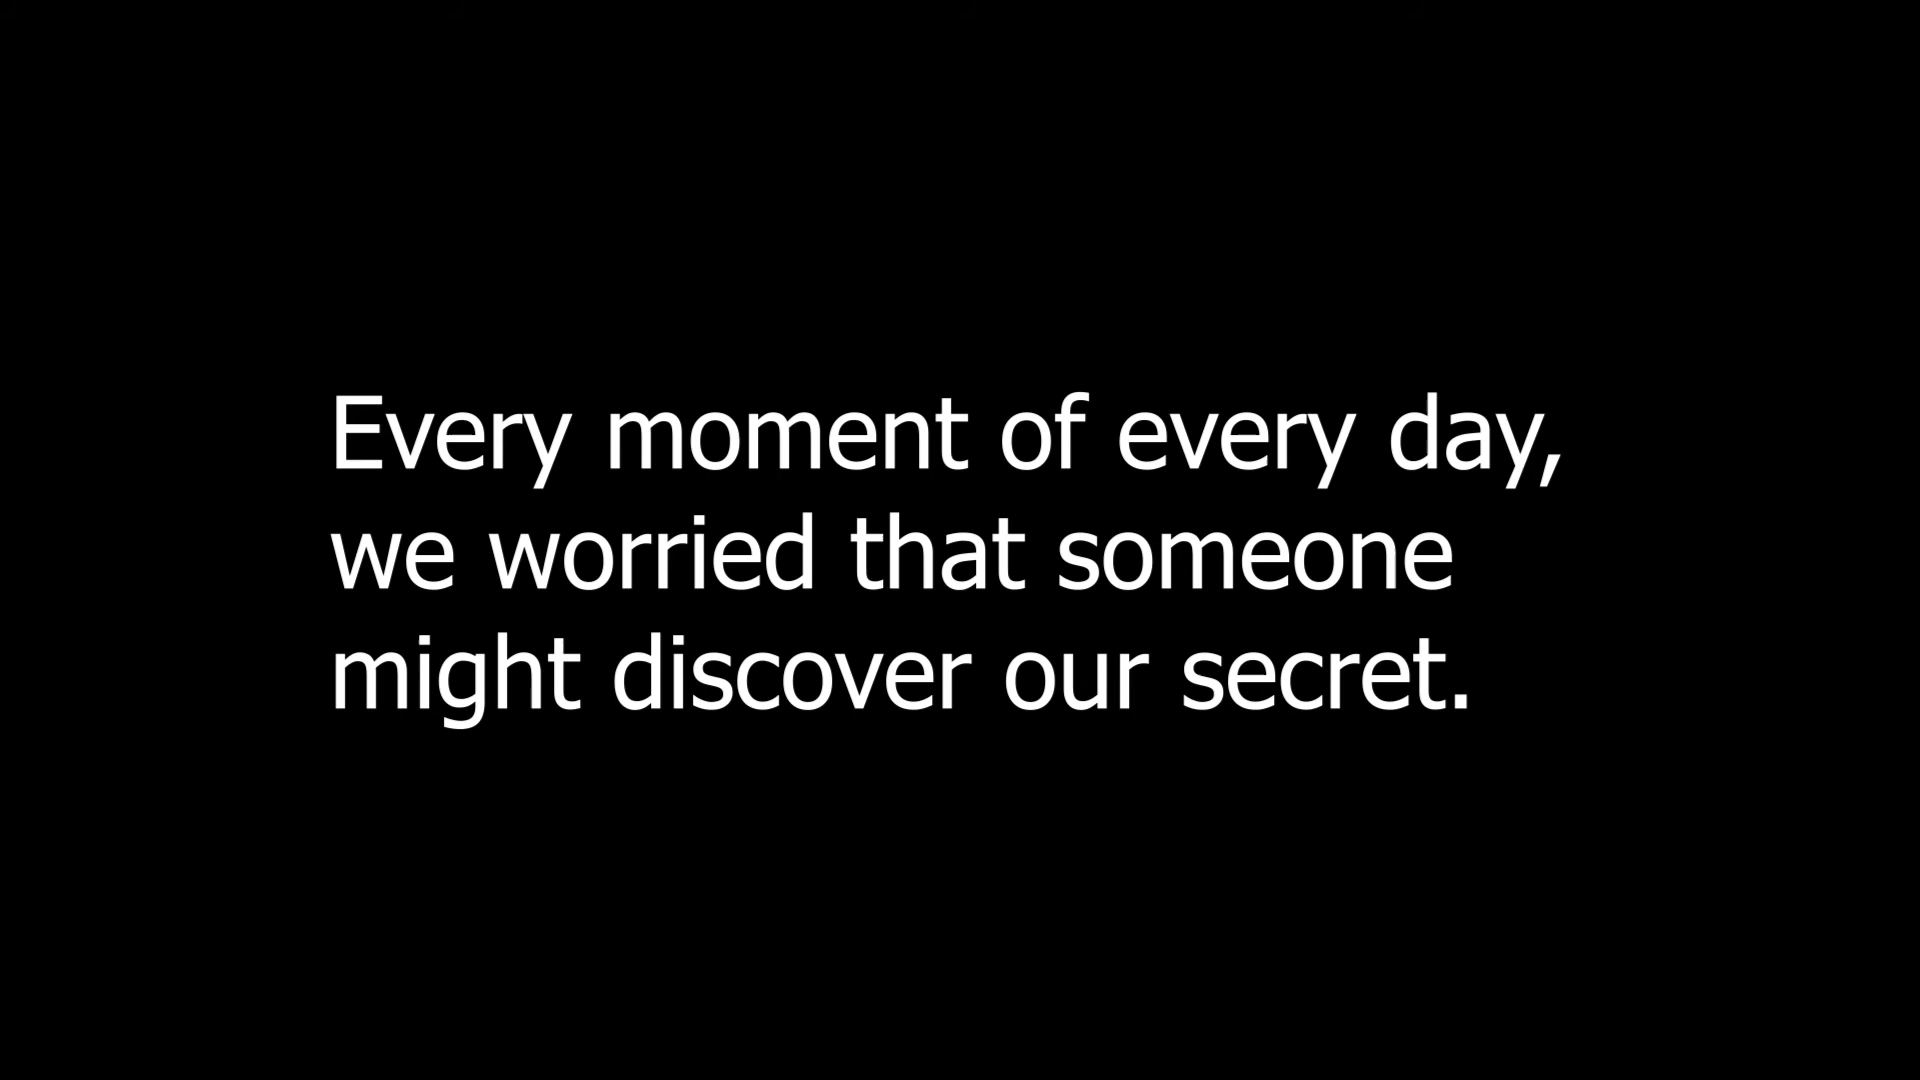 Every moment of every day,
we worried that someone
might discover our secret.